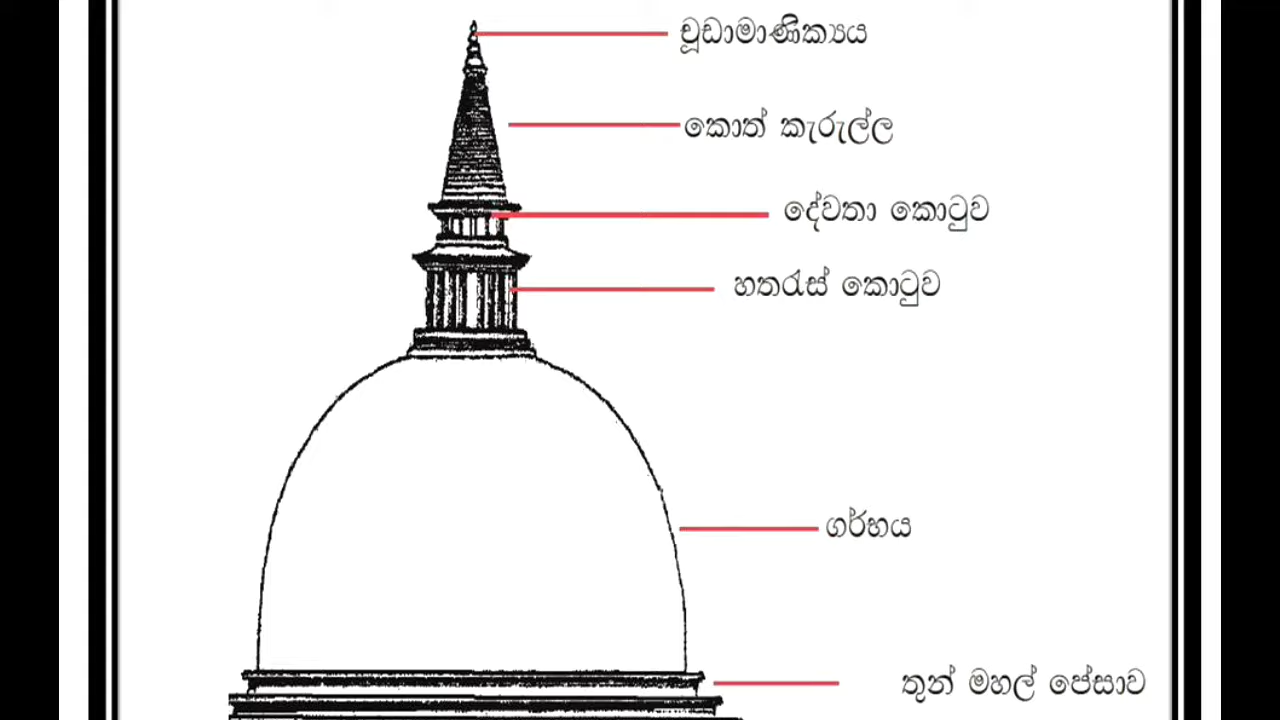 චූඩාමාණික්‍යය
කොත් කැරුල්ල
දේවතා කොටුව
හතරැස් කොටුව
ගර්භය
තුන් මහල් පේසාව